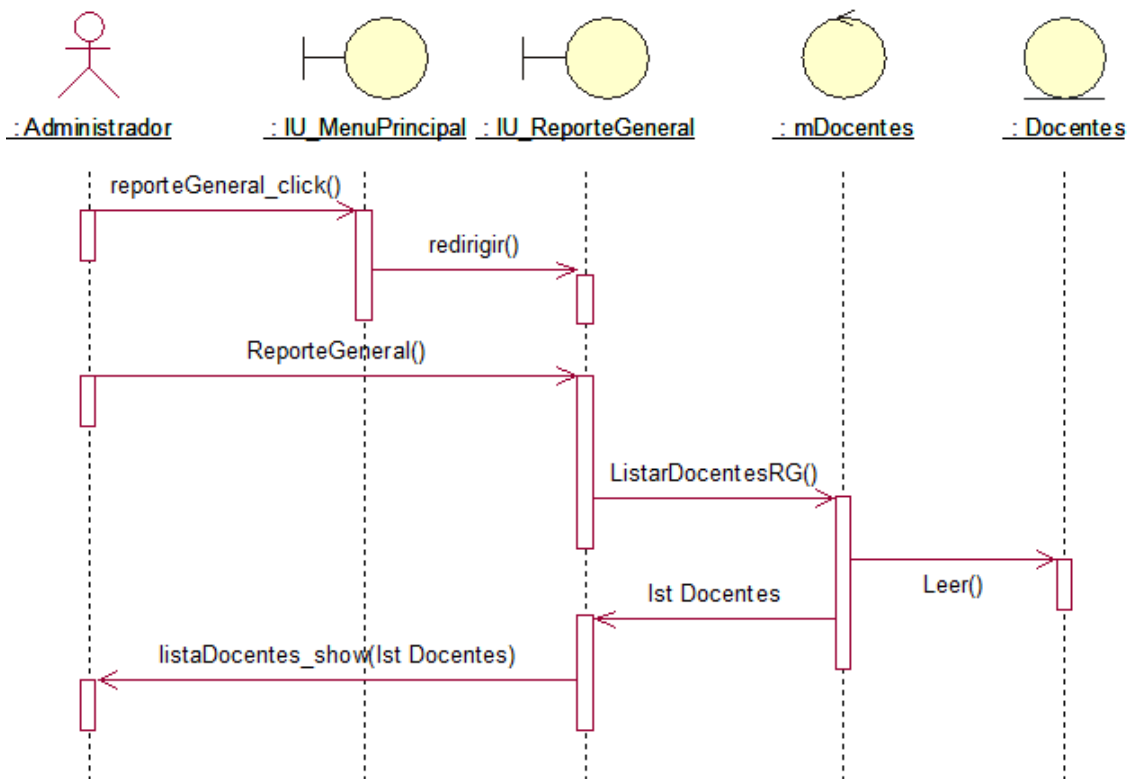 : Administrador
: IU_MenuPrincipal
: IU_ReporteGeneral
: mDocentes
: Docentes
reporteGeneral_click()
redirigir()
ReporteGeneral()
ListarDocentesRG()
Leer()
lst Docentes
listaDocentes_show(lst Docentes)